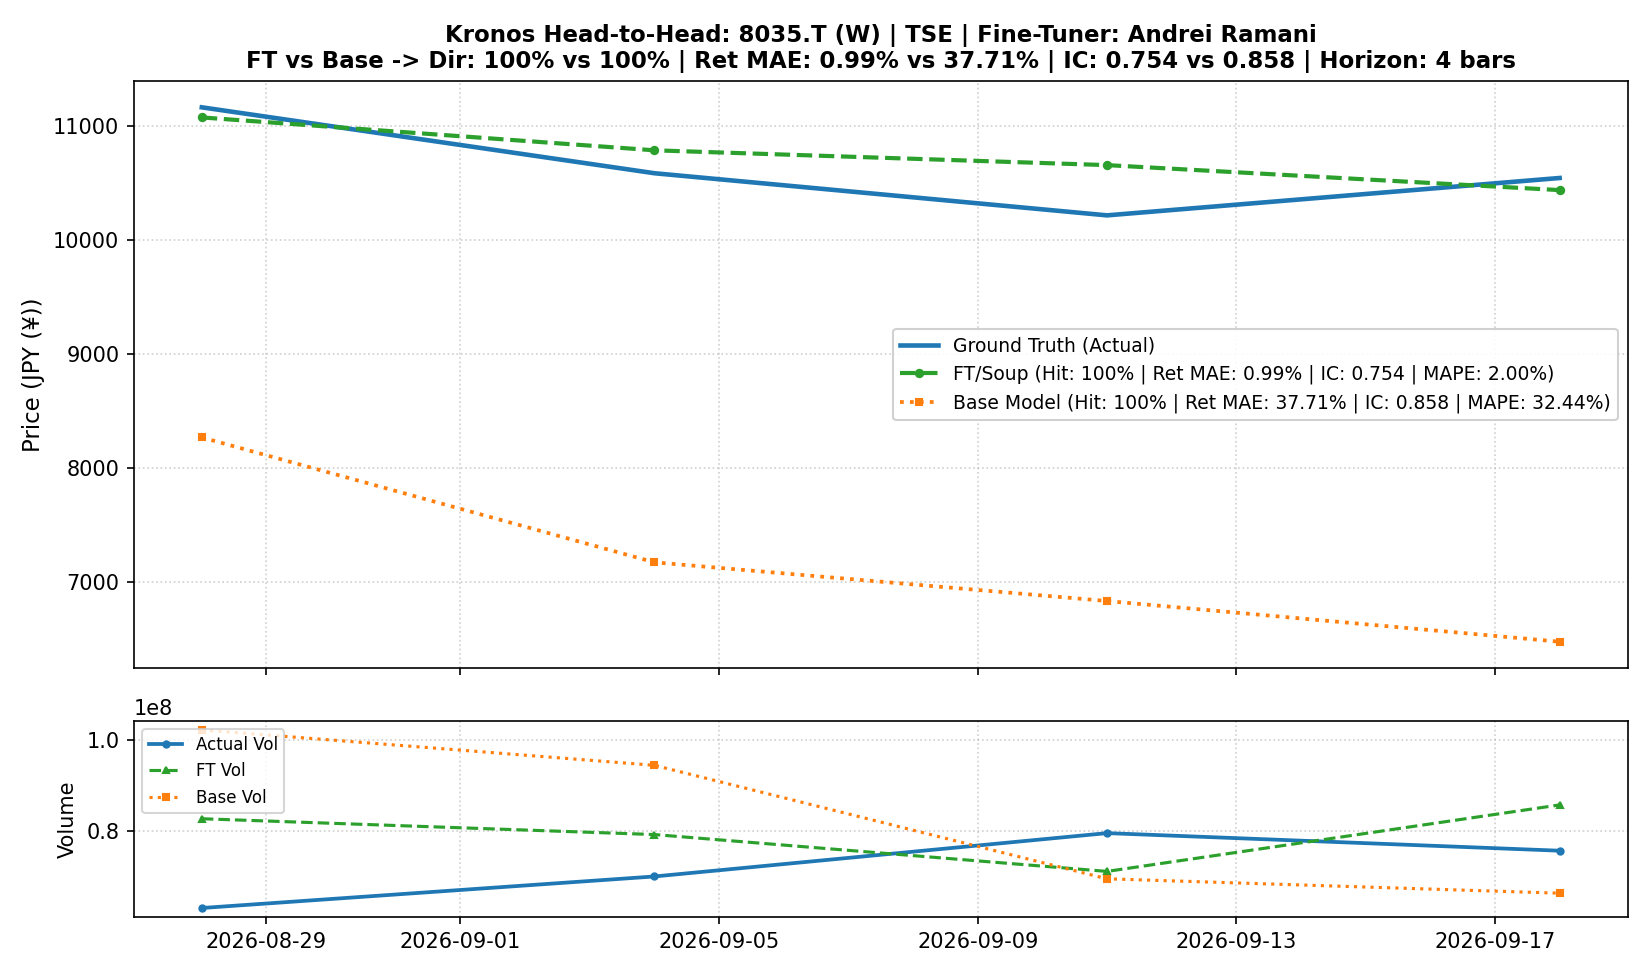 Kronos Head-to-Head: 8035.T (W) | TSE | Fine-Tuner: Andrei Ramani
FT vs Base -> Dir: 100% vs 100% | Ret MAE: 0.99% vs 37.71% | IC: 0.754 vs 0.858 | Horizon: 4 bars
Price (JPY (¥))
11000
10000
9000
8000
7000
Ground Truth (Actual)
FT/Soup (Hit: 100% | Ret MAE: 0.99% | IC: 0.754 | MAPE: 2.00%)
Base Model (Hit: 100% | Ret MAE: 37.71% | IC: 0.858 | MAPE: 32.44%)
1e8
Volume
1.0
0.8
Actual Vol
FT Vol
Base Vol
2026-08-29
2026-09-01
2026-09-05
2026-09-09
2026-09-13
2026-09-17